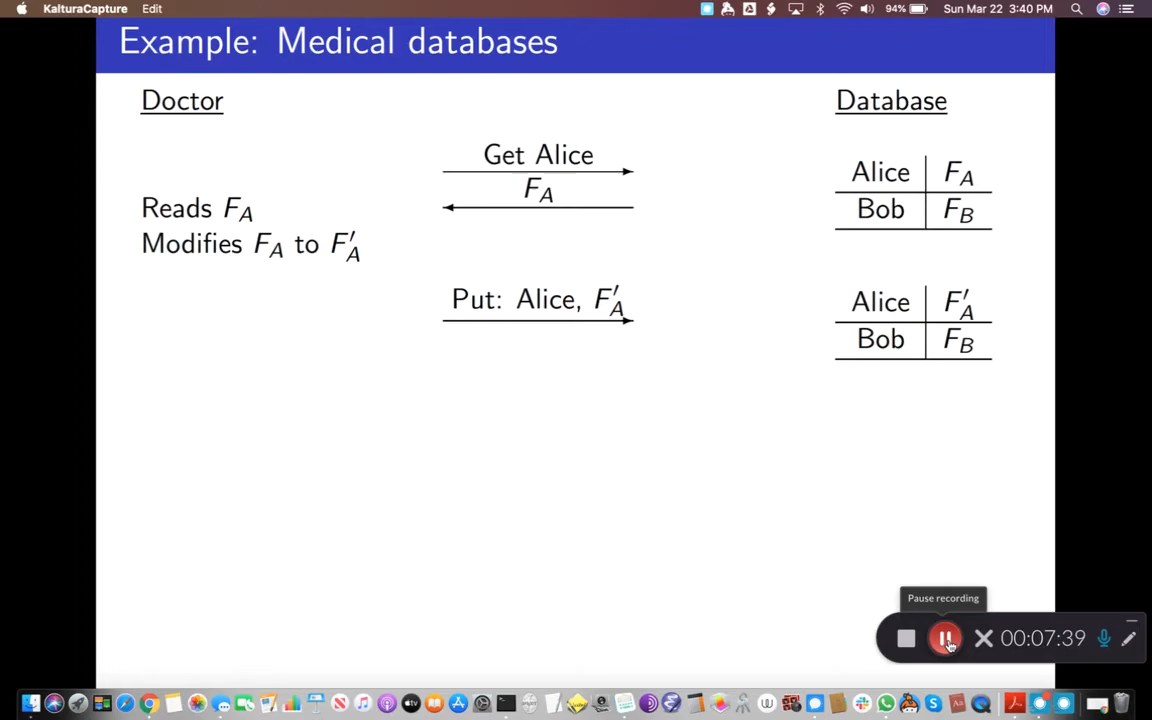 KalturaCapture Edit 94% Sun Mar 22 3:40 PM
Example: Medical databases
Doctor Database
Get Alice
Alice F_A
F_A
Reads F_A
Bob F_B
Modifies F_A to F'_A
Put: Alice, F'_A
Alice F'_A
Bob F_B
Pause recording
00:07:39